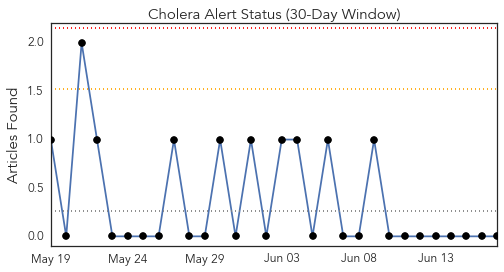 Cholera Alert Status (30-Day Window)
Articles Found
2.0
1.5
1.0
0.5
0.0
May 19 May 24 May 29 Jun 03 Jun 08 Jun 13